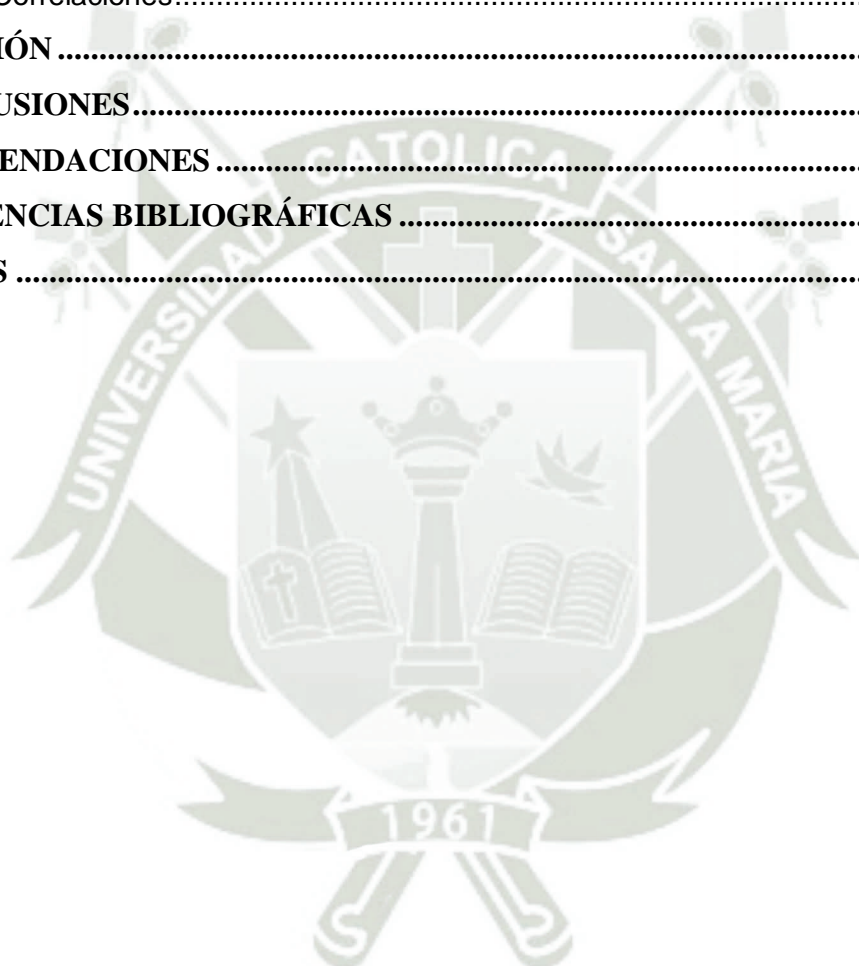 Correlaciones....................................................................................................
IÓN ....................................................................................................
USIONES....................................................................................................
ENDACIONES ....................................................................................................
ENCIAS BIBLIOGRÁFICAS ....................................................................................................
S ....................................................................................................
UNIVERSIDAD CATOLICA SANTA MARIA
1961